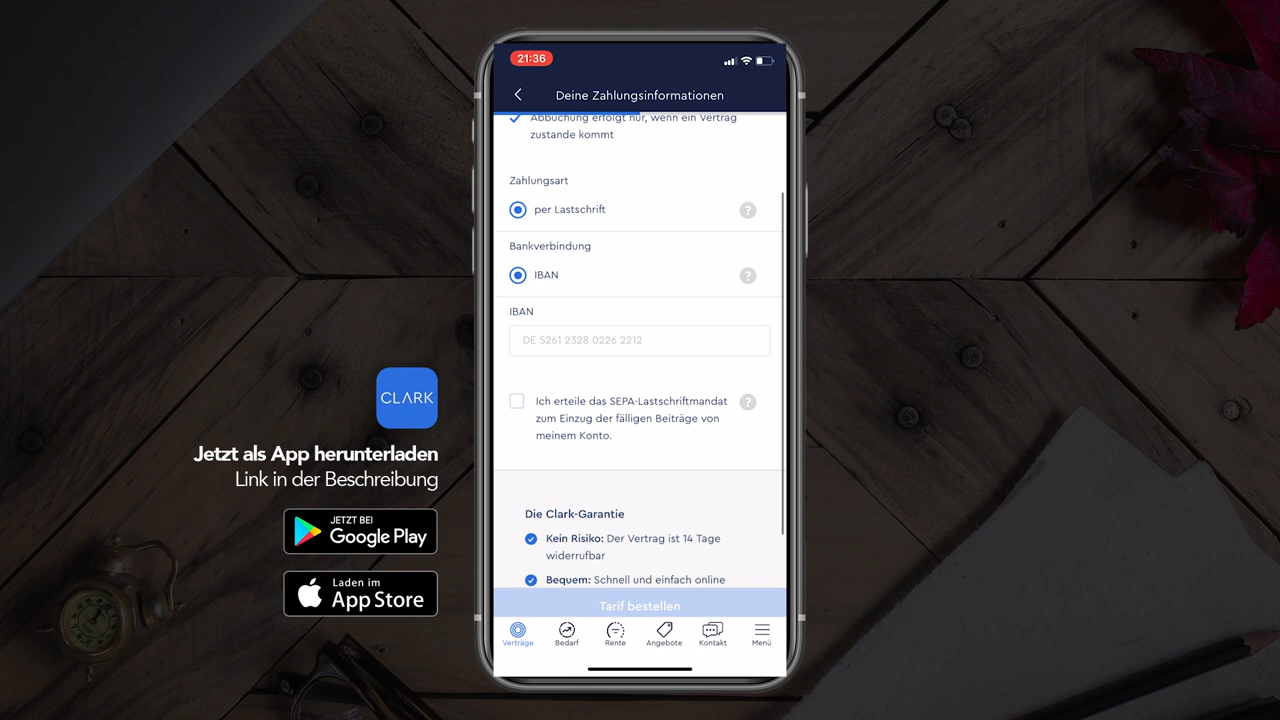 21:36
Deine Zahlungsinformationen
Abbuchung erfolgt nur, wenn ein Vertrag
zustande kommt
Zahlungsart
per Lastschrift
?
Bankverbindung
IBAN
?
IBAN
DE 5261 2328 0226 2212
Ich erteile das SEPA-Lastschriftmandat
zum Einzug der fälligen Beiträge von
meinem Konto.
?
Die Clark-Garantie
Kein Risiko: Der Vertrag ist 14 Tage
widerrufbar
Bequem: Schnell und einfach online
Tarif bestellen
Verträge
Bedarf
Rente
Angebote
Kontakt
Menü
CLARK
Jetzt als App herunterladen
Link in der Beschreibung
JETZT BEI
Google Play
Laden im
App Store